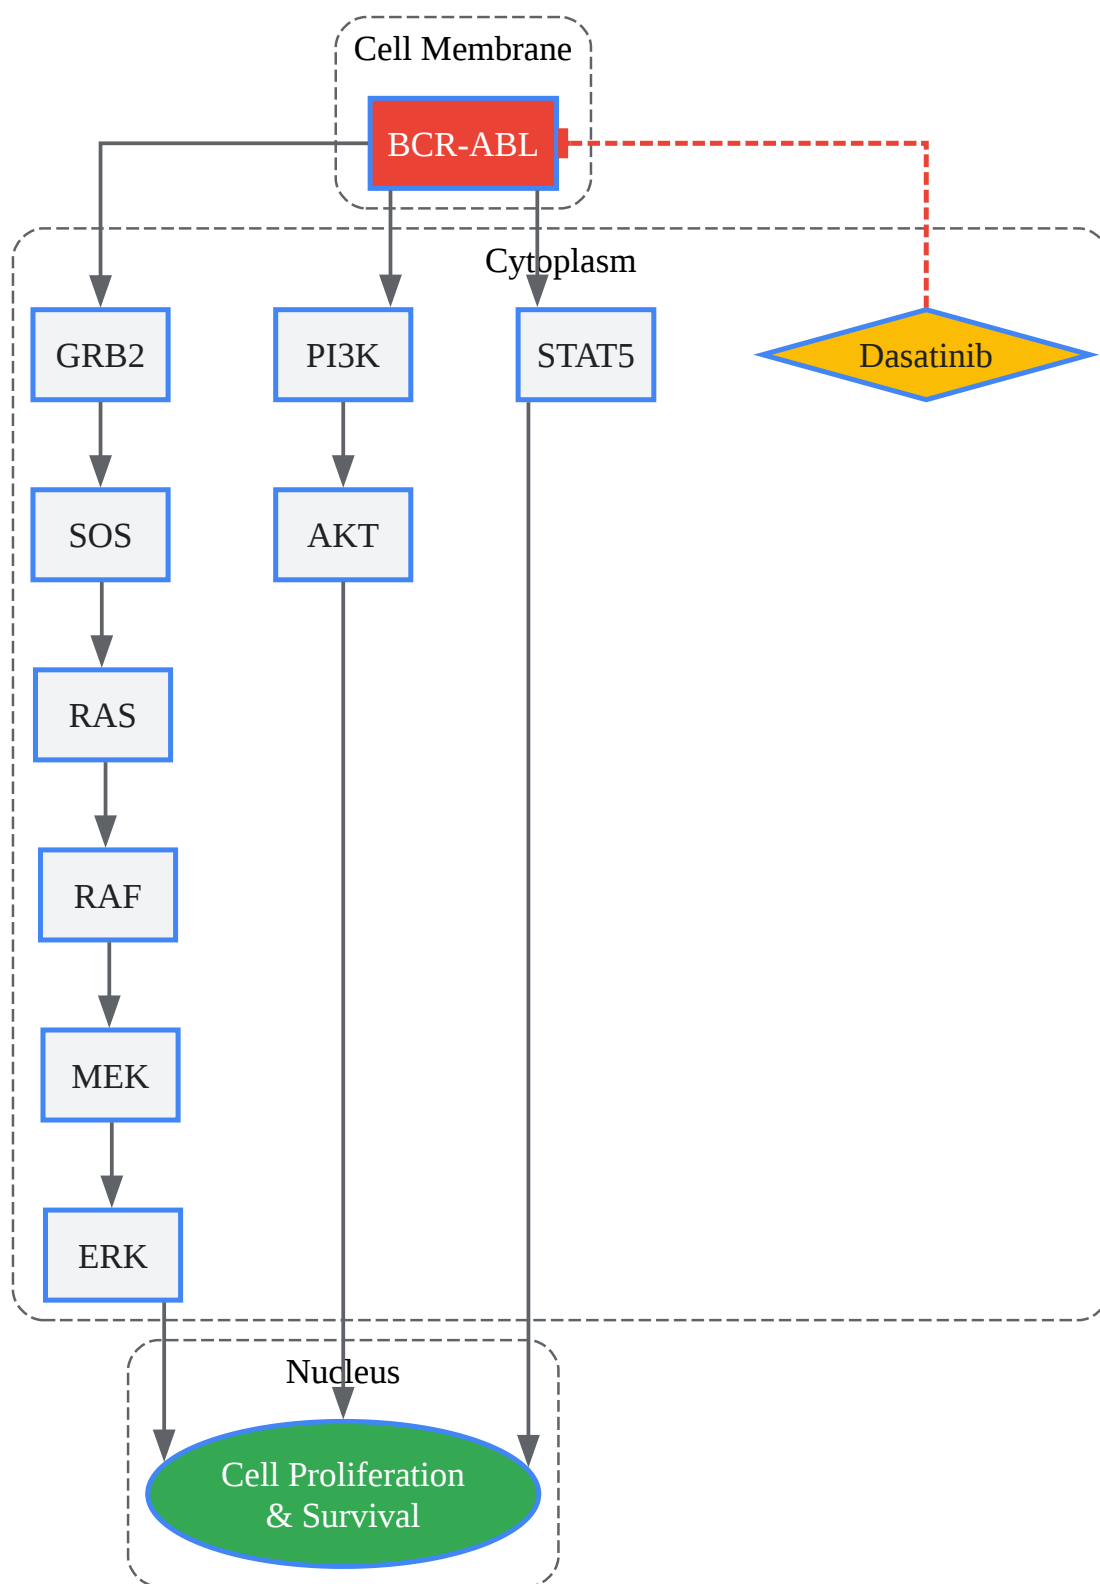 Cell Membrane
BCR-ABL
Cytoplasm
GRB2
PI3K
STAT5
Dasatinib
SOS
AKT
RAS
RAF
MEK
ERK
Nucleus
Cell Proliferation
& Survival